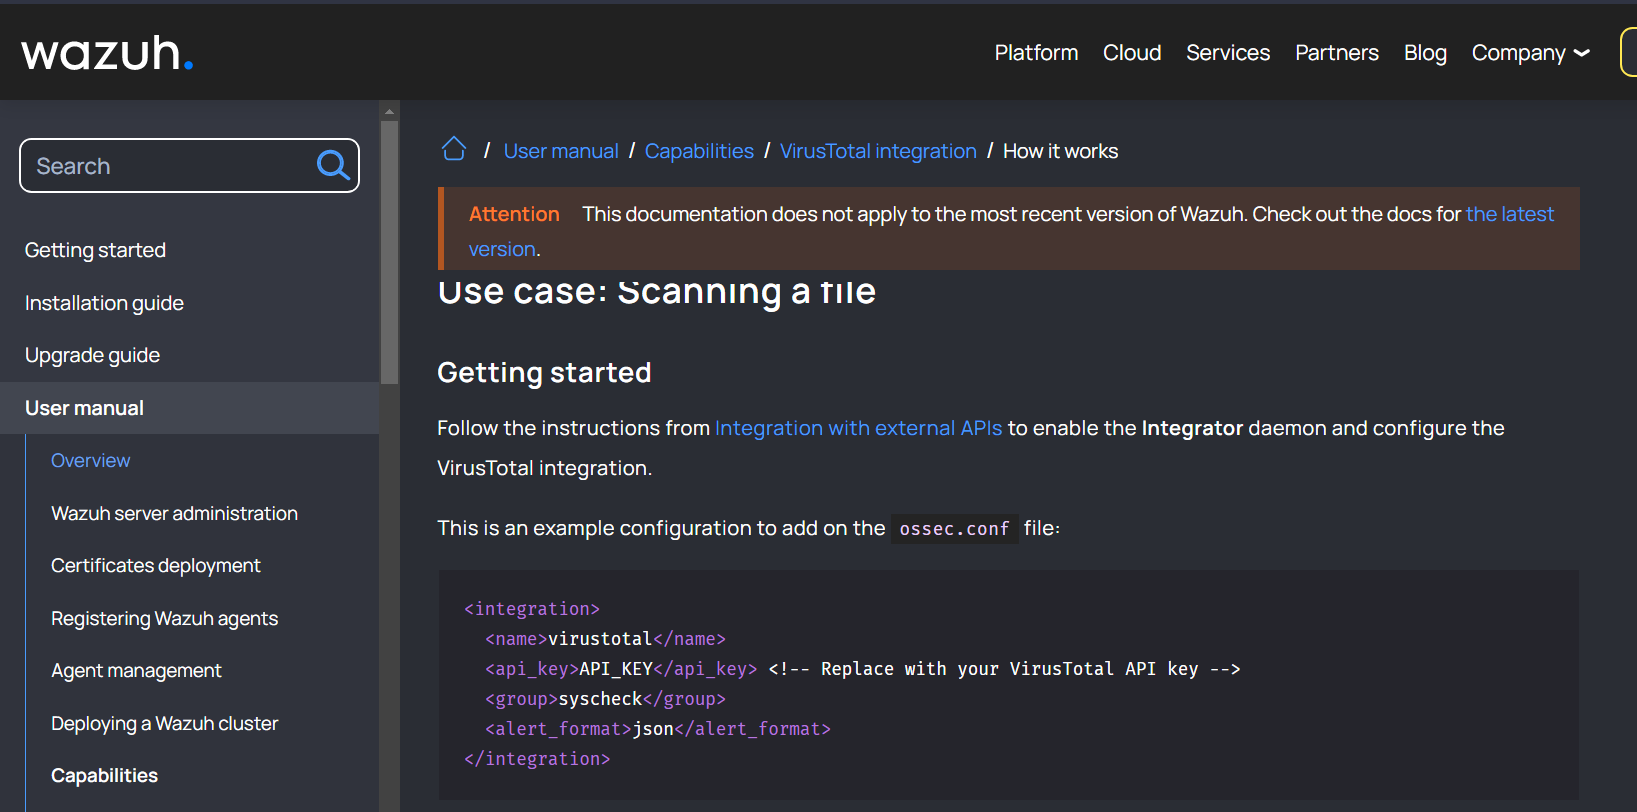 wazuh.
Platform Cloud Services Partners Blog Company
Search
Getting started
Installation guide
Upgrade guide
User manual
Overview
Wazuh server administration
Certificates deployment
Registering Wazuh agents
Agent management
Deploying a Wazuh cluster
Capabilities
/ User manual / Capabilities / VirusTotal integration / How it works
Attention This documentation does not apply to the most recent version of Wazuh. Check out the docs for the latest
version.
Use case: Scanning a file
Getting started
Follow the instructions from Integration with external APIs to enable the Integrator daemon and configure the
VirusTotal integration.
This is an example configuration to add on the ossec.conf file:
<integration>
  <name>virustotal</name>
  <api_key>API_KEY</api_key> <!-- Replace with your VirusTotal API key -->
  <group>syscheck</group>
  <alert_format>json</alert_format>
</integration>